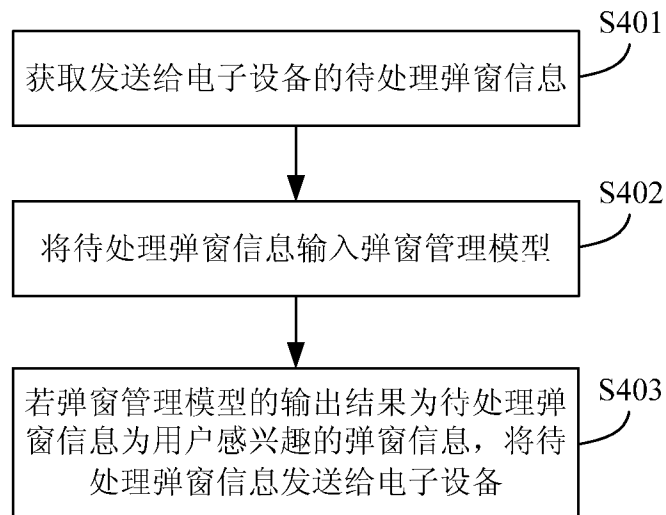 S401
获取发送给电子设备的待处理弹窗信息
S402
将待处理弹窗信息输入弹窗管理模型
S403
若弹窗管理模型的输出结果为待处理弹
窗信息为用户感兴趣的弹窗信息，将待
处理弹窗信息发送给电子设备